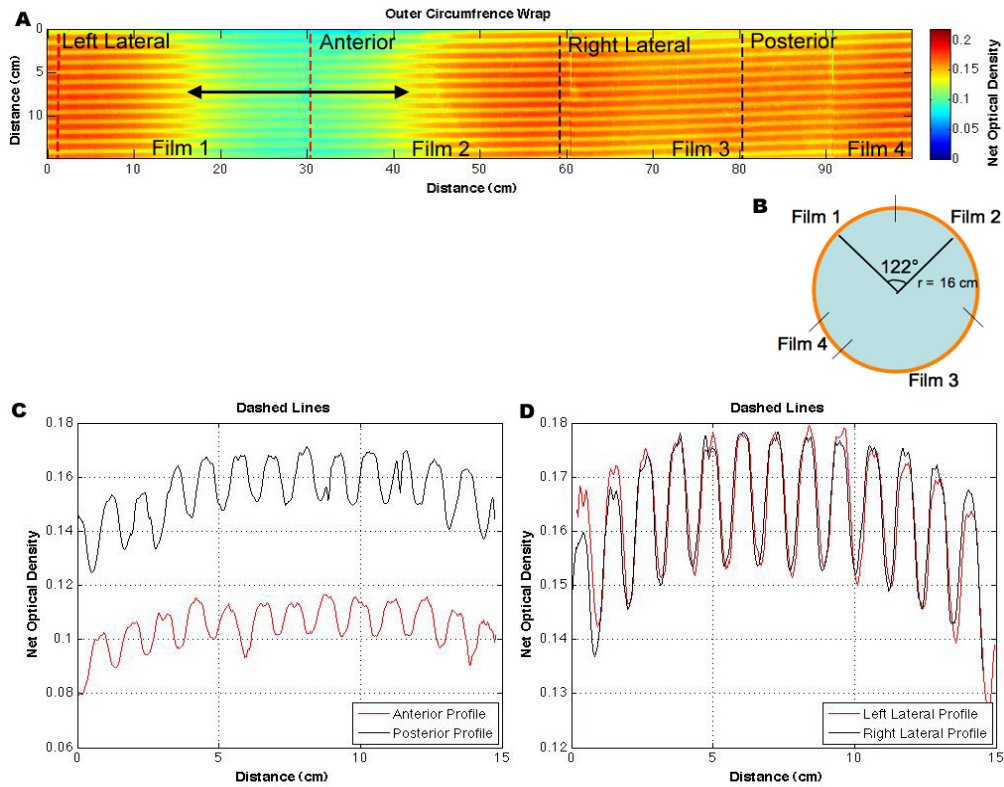 A
Outer Circumfrence Wrap
Left Lateral
Anterior
Right Lateral
Posterior
Film 1
Film 2
Film 3
Film 4
Distance (cm)
0
5
10
0 10 20 30 40 50 60 70 80 90
Distance (cm)
0.2
0.15
0.1
0.05
0
Net Optical Density
B
Film 1
Film 2
122°
r = 16 cm
Film 4
Film 3
C
Dashed Lines
Net Optical Density
0.18
0.16
0.14
0.12
0.1
0.08
0.06
0 5 10 15
Distance (cm)
Anterior Profile
Posterior Profile
D
Dashed Lines
Net Optical Density
0.18
0.17
0.16
0.15
0.14
0.13
0.12
0 5 10 15
Distance (cm)
Left Lateral Profile
Right Lateral Profile